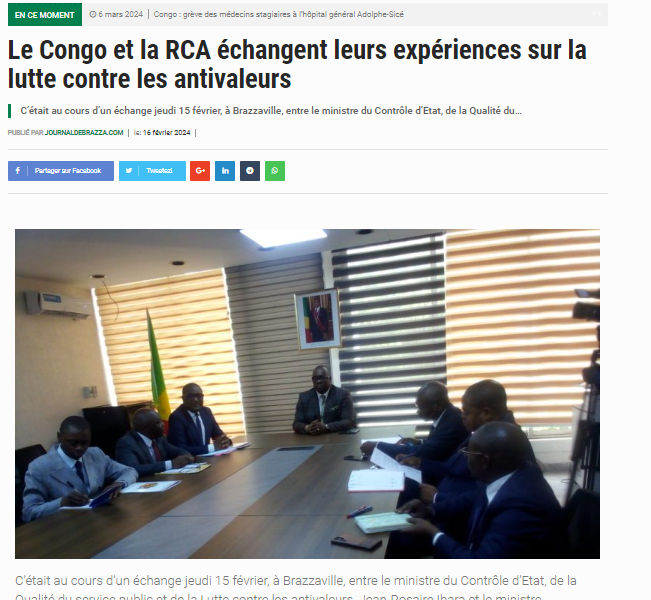 EN CE MOMENT
6 mars 2024 | Congo : grève des médecins stagiaires à l'hôpital général Adolphe-Sicé
Le Congo et la RCA échangent leurs expériences sur la
lutte contre les antivaleurs
C'était au cours d'un échange jeudi 15 février, à Brazzaville, entre le ministre du Contrôle d'Etat, de la Qualité du...
PUBLIÉ PAR JOURNALDEBRAZZA.COM | le: 16 février 2024 |
Partager sur Facebook
Tweetez!
G+
in
C'était au cours d'un échange jeudi 15 février, à Brazzaville, entre le ministre du Contrôle d'Etat, de la
Qualité du service public et de la Lutte contre les antivaleurs, Jean-Rosaire Ibara et le ministre